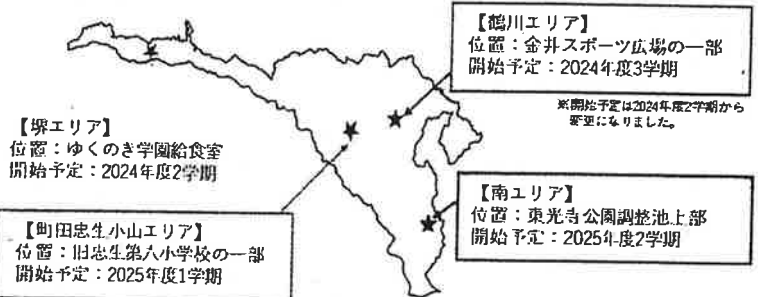 【鶴川エリア】
位置：金井スポーツ広場の一部
開始予定：2024年度3学期
※開始予定は2024年度2学期から
変更になりました。
【堺エリア】
位置：ゆくのき学園給食室
開始予定：2024年度2学期
【南エリア】
位置：東光寺公園調整池上部
開始予定：2025年度2学期
【町田忠生小山エリア】
位置：旧忠生第六小学校の一部
開始予定：2025年度1学期